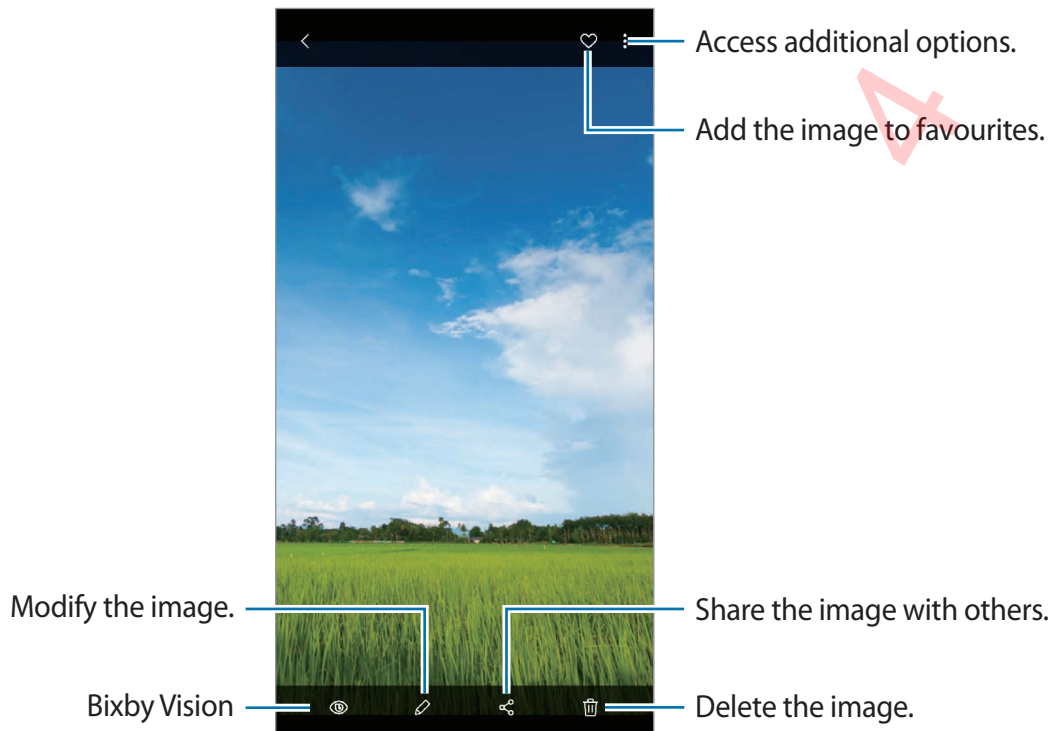 Access additional options.
4
Add the image to favourites.
Modify the image.
Share the image with others.
Bixby Vision
Delete the image.